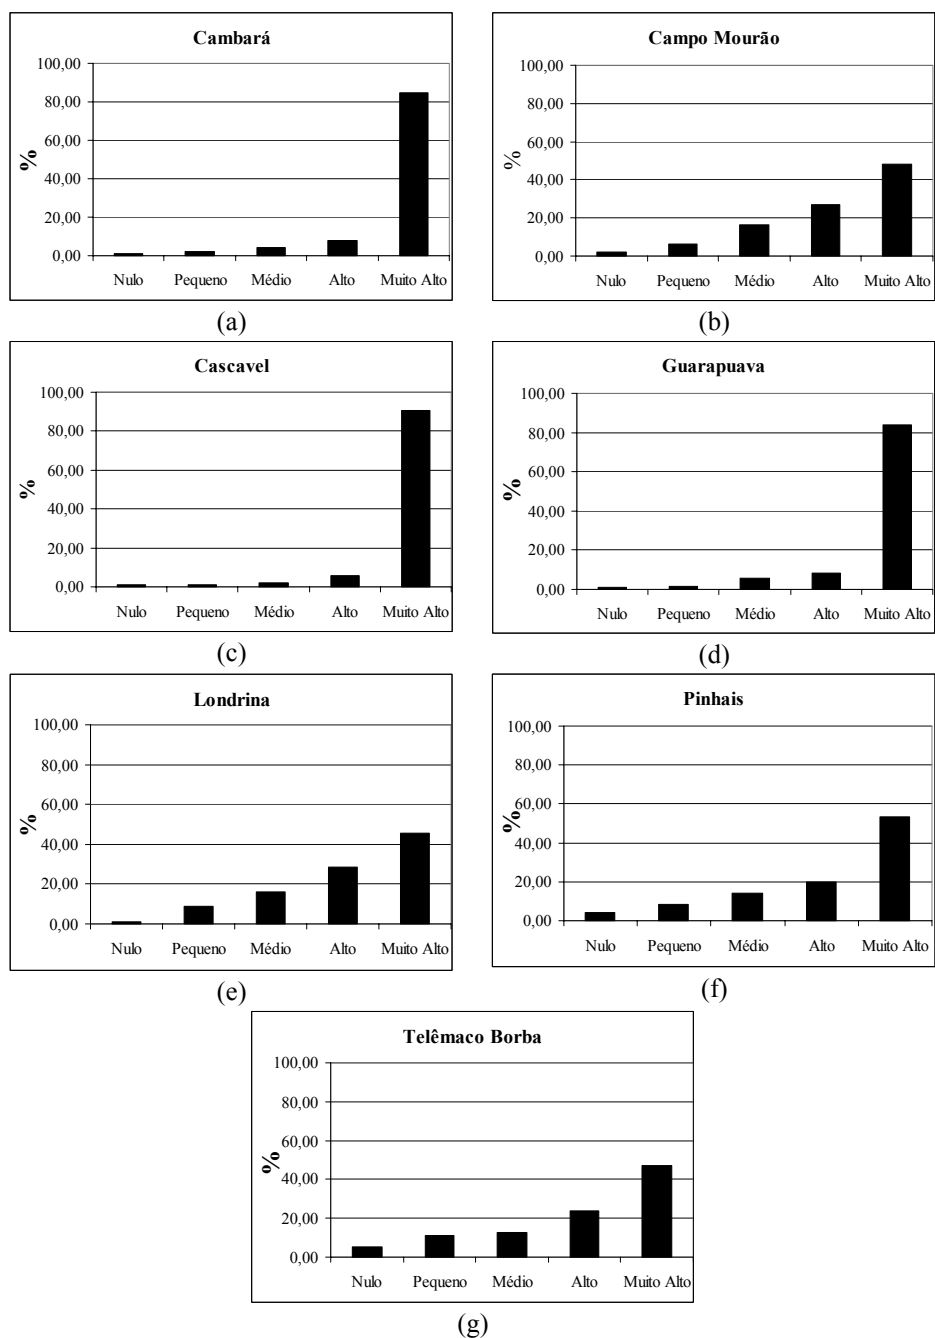 Cambará
100,00
80,00
60,00
40,00
20,00
0,00
%
Nulo Pequeno Médio Alto Muito Alto
(a)
Campo Mourão
100,00
80,00
60,00
40,00
20,00
0,00
%
Nulo Pequeno Médio Alto Muito Alto
(b)
Cascavel
100,00
80,00
60,00
40,00
20,00
0,00
%
Nulo Pequeno Médio Alto Muito Alto
(c)
Guarapuava
100,00
80,00
60,00
40,00
20,00
0,00
%
Nulo Pequeno Médio Alto Muito Alto
(d)
Londrina
100,00
80,00
60,00
40,00
20,00
0,00
%
Nulo Pequeno Médio Alto Muito Alto
(e)
Pinhais
100,00
80,00
60,00
40,00
20,00
0,00
%
Nulo Pequeno Médio Alto Muito Alto
(f)
Telêmaco Borba
100,00
80,00
60,00
40,00
20,00
0,00
%
Nulo Pequeno Médio Alto Muito Alto
(g)